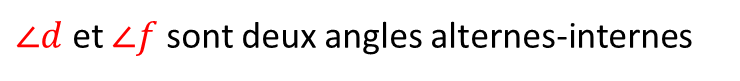 ∠d et ∠f sont deux angles alternes-internes